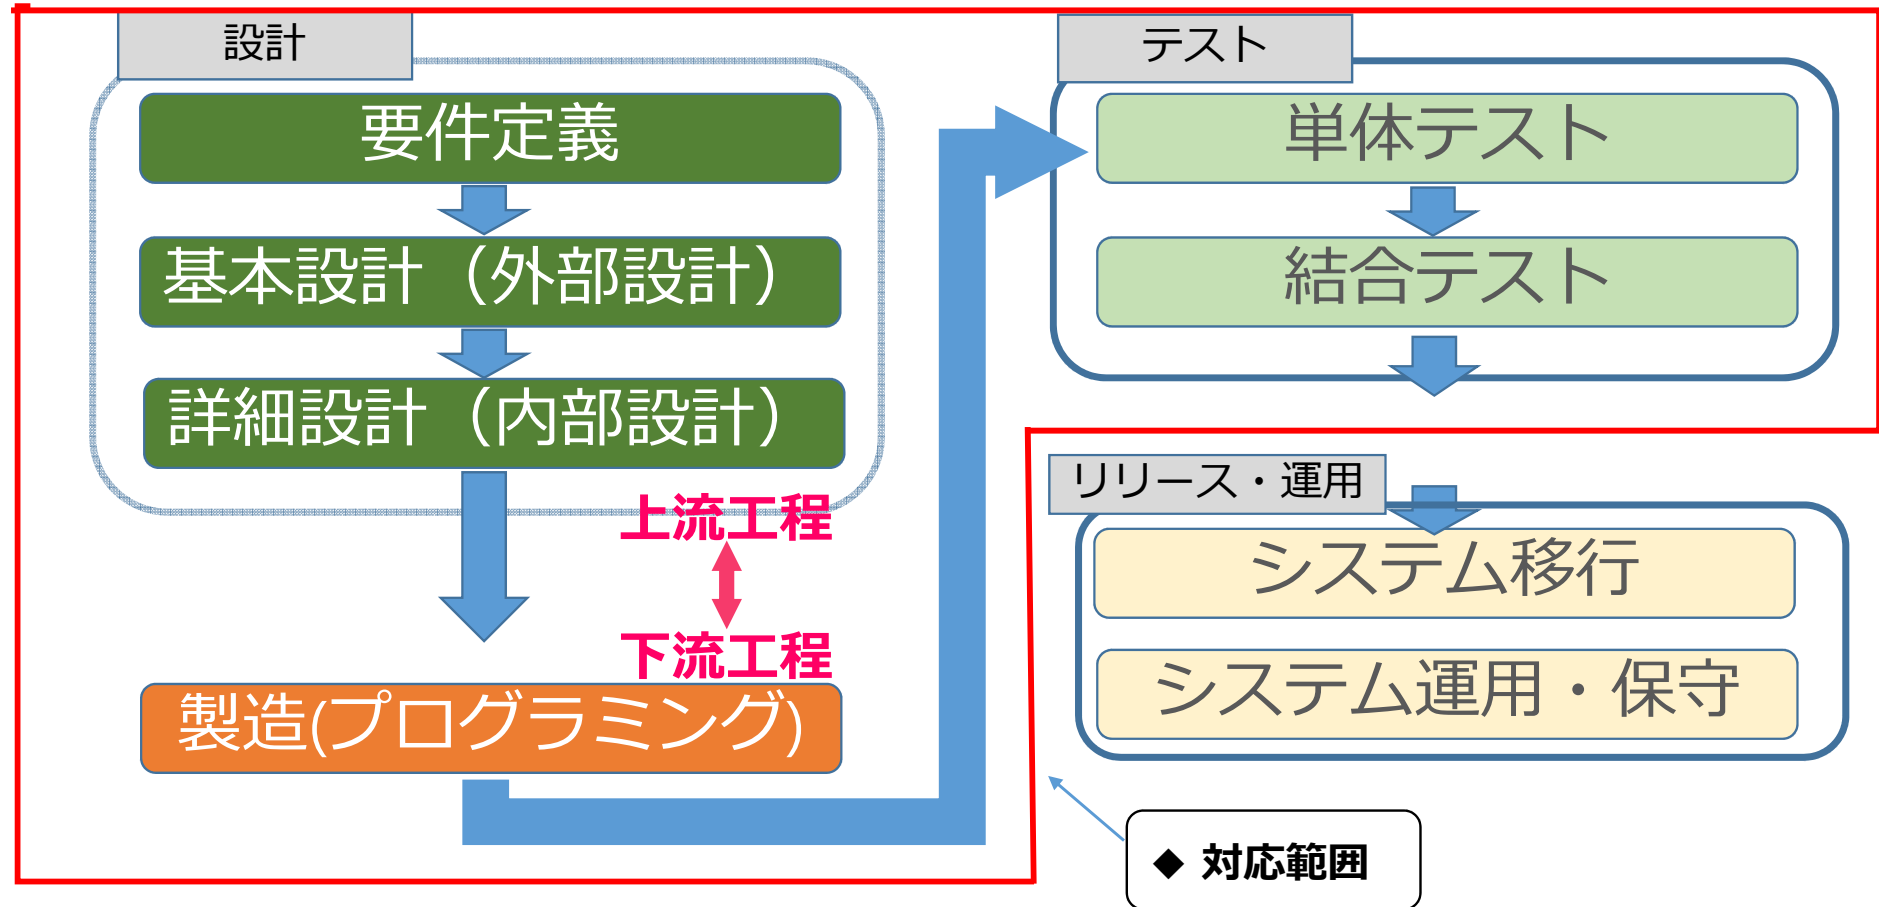 設計
要件定義
基本設計（外部設計）
詳細設計（内部設計）
上流工程
下流工程
製造(プログラミング)
テスト
単体テスト
結合テスト
リリース・運用
システム移行
システム運用・保守
◆ 対応範囲